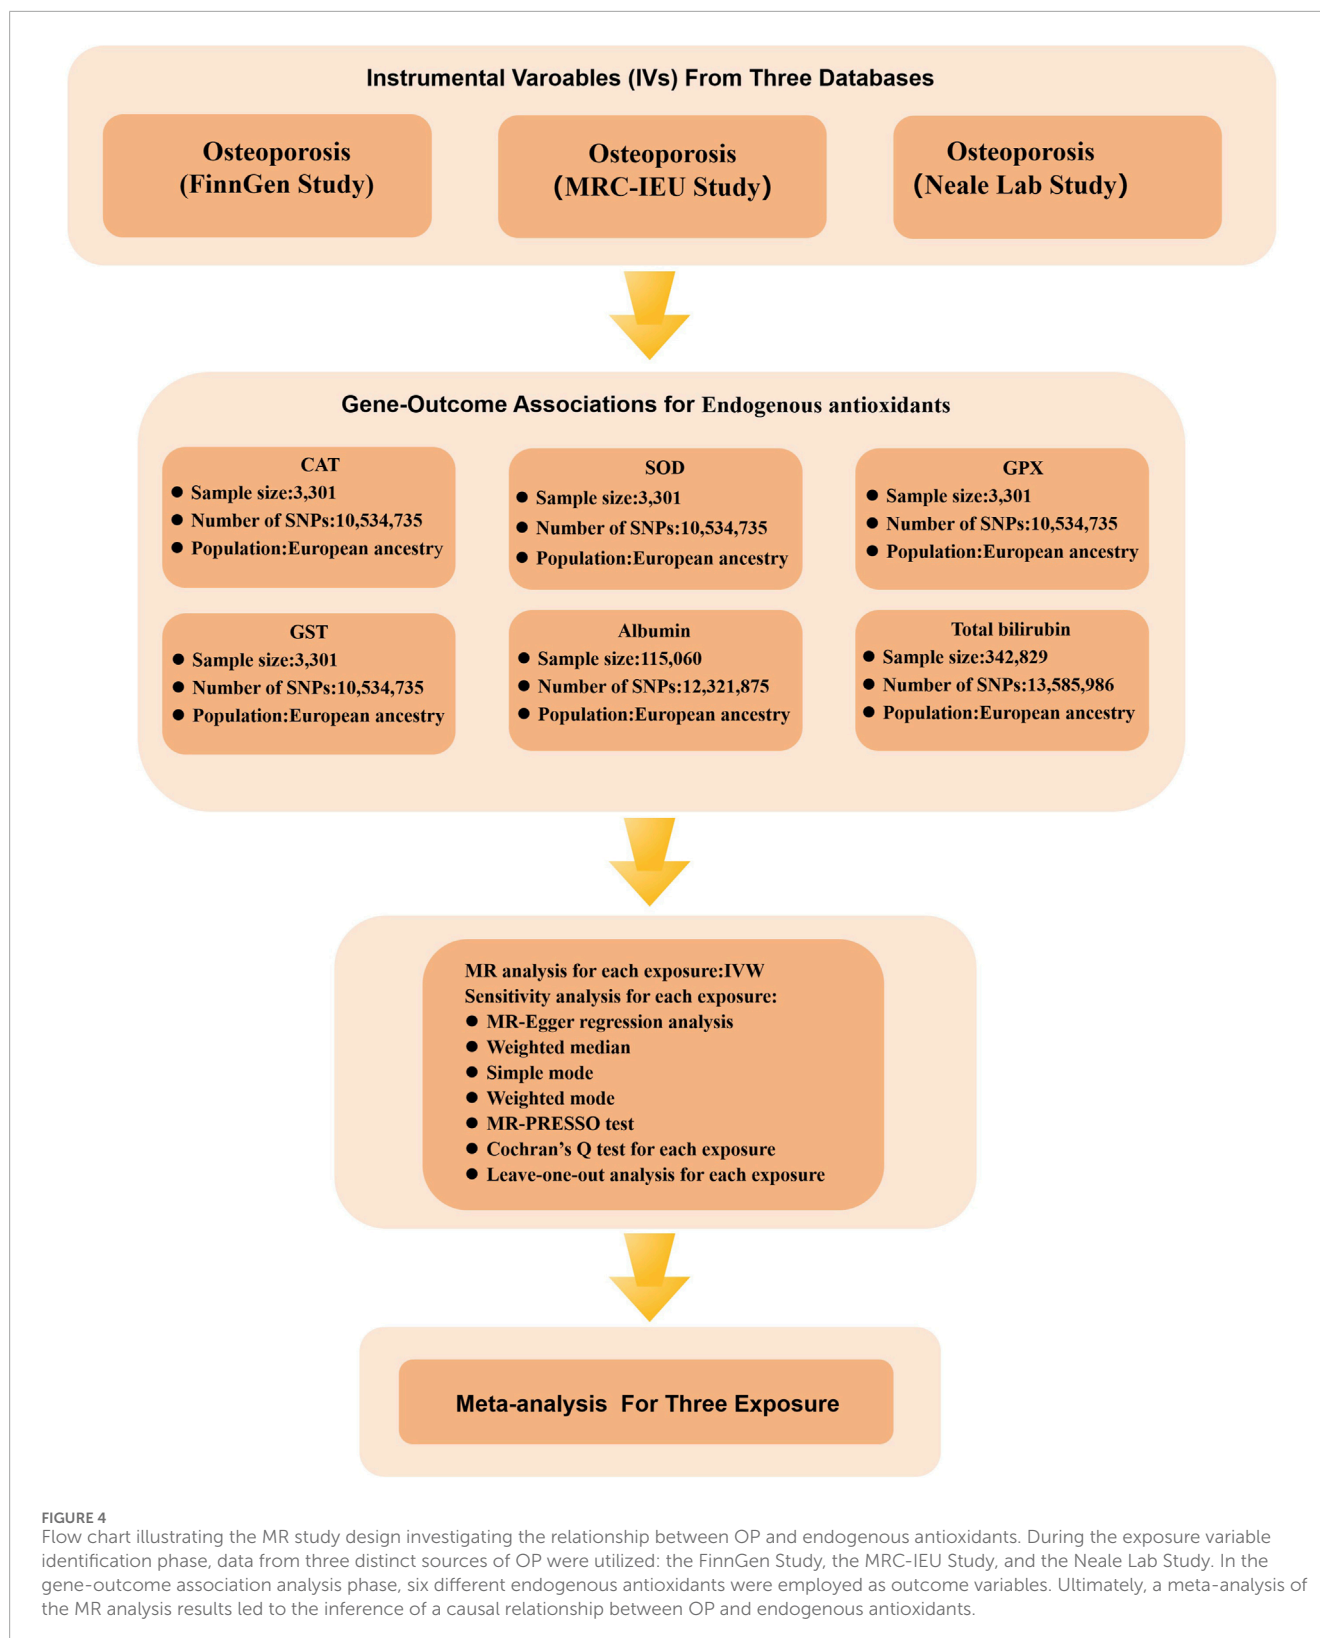 Instrumental Varoables (IVs) From Three Databases
Osteoporosis
(FinnGen Study)
Osteoporosis
(MRC-IEU Study)
Osteoporosis
(Neale Lab Study)
Gene-Outcome Associations for Endogenous antioxidants
CAT
● Sample size:3,301
● Number of SNPs:10,534,735
● Population:European ancestry
SOD
● Sample size:3,301
● Number of SNPs:10,534,735
● Population:European ancestry
GPX
● Sample size:3,301
● Number of SNPs:10,534,735
● Population:European ancestry
GST
● Sample size:3,301
● Number of SNPs:10,534,735
● Population:European ancestry
Albumin
● Sample size:115,060
● Number of SNPs:12,321,875
● Population:European ancestry
Total bilirubin
● Sample size:342,829
● Number of SNPs:13,585,986
● Population:European ancestry
MR analysis for each exposure:IVW
Sensitivity analysis for each exposure:
● MR-Egger regression analysis
● Weighted median
● Simple mode
● Weighted mode
● MR-PRESSO test
● Cochran's Q test for each exposure
● Leave-one-out analysis for each exposure
Meta-analysis For Three Exposure
FIGURE 4
Flow chart illustrating the MR study design investigating the relationship between OP and endogenous antioxidants. During the exposure variable
identification phase, data from three distinct sources of OP were utilized: the FinnGen Study, the MRC-IEU Study, and the Neale Lab Study. In the
gene-outcome association analysis phase, six different endogenous antioxidants were employed as outcome variables. Ultimately, a meta-analysis of
the MR analysis results led to the inference of a causal relationship between OP and endogenous antioxidants.